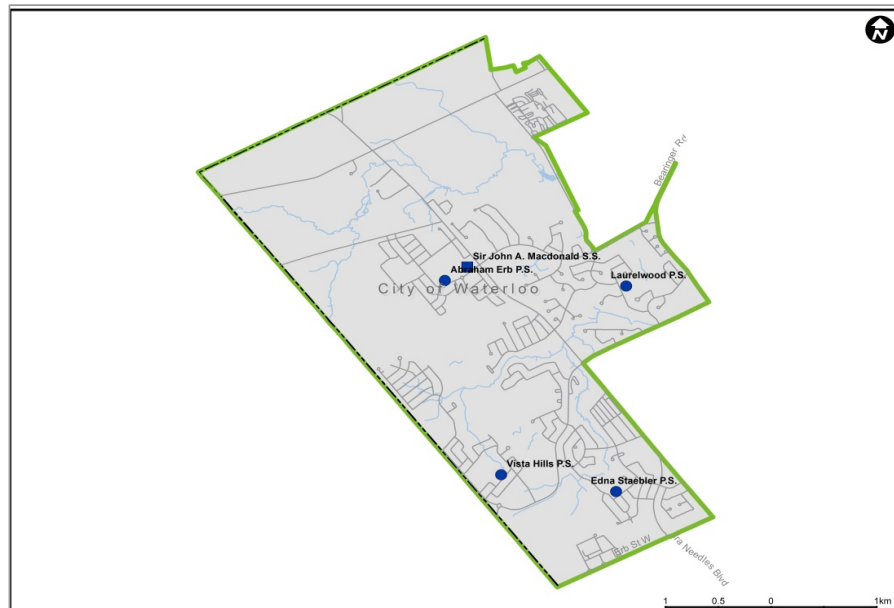 N
Bearinger Rd
Sir John A. Macdonald S.S.
Abraham Erb P.S.
Laurelwood P.S.
City of Waterloo
Vista Hills P.S.
Edna Staebler P.S.
Erb St W
Needles Blvd
1 0.5 0 1km